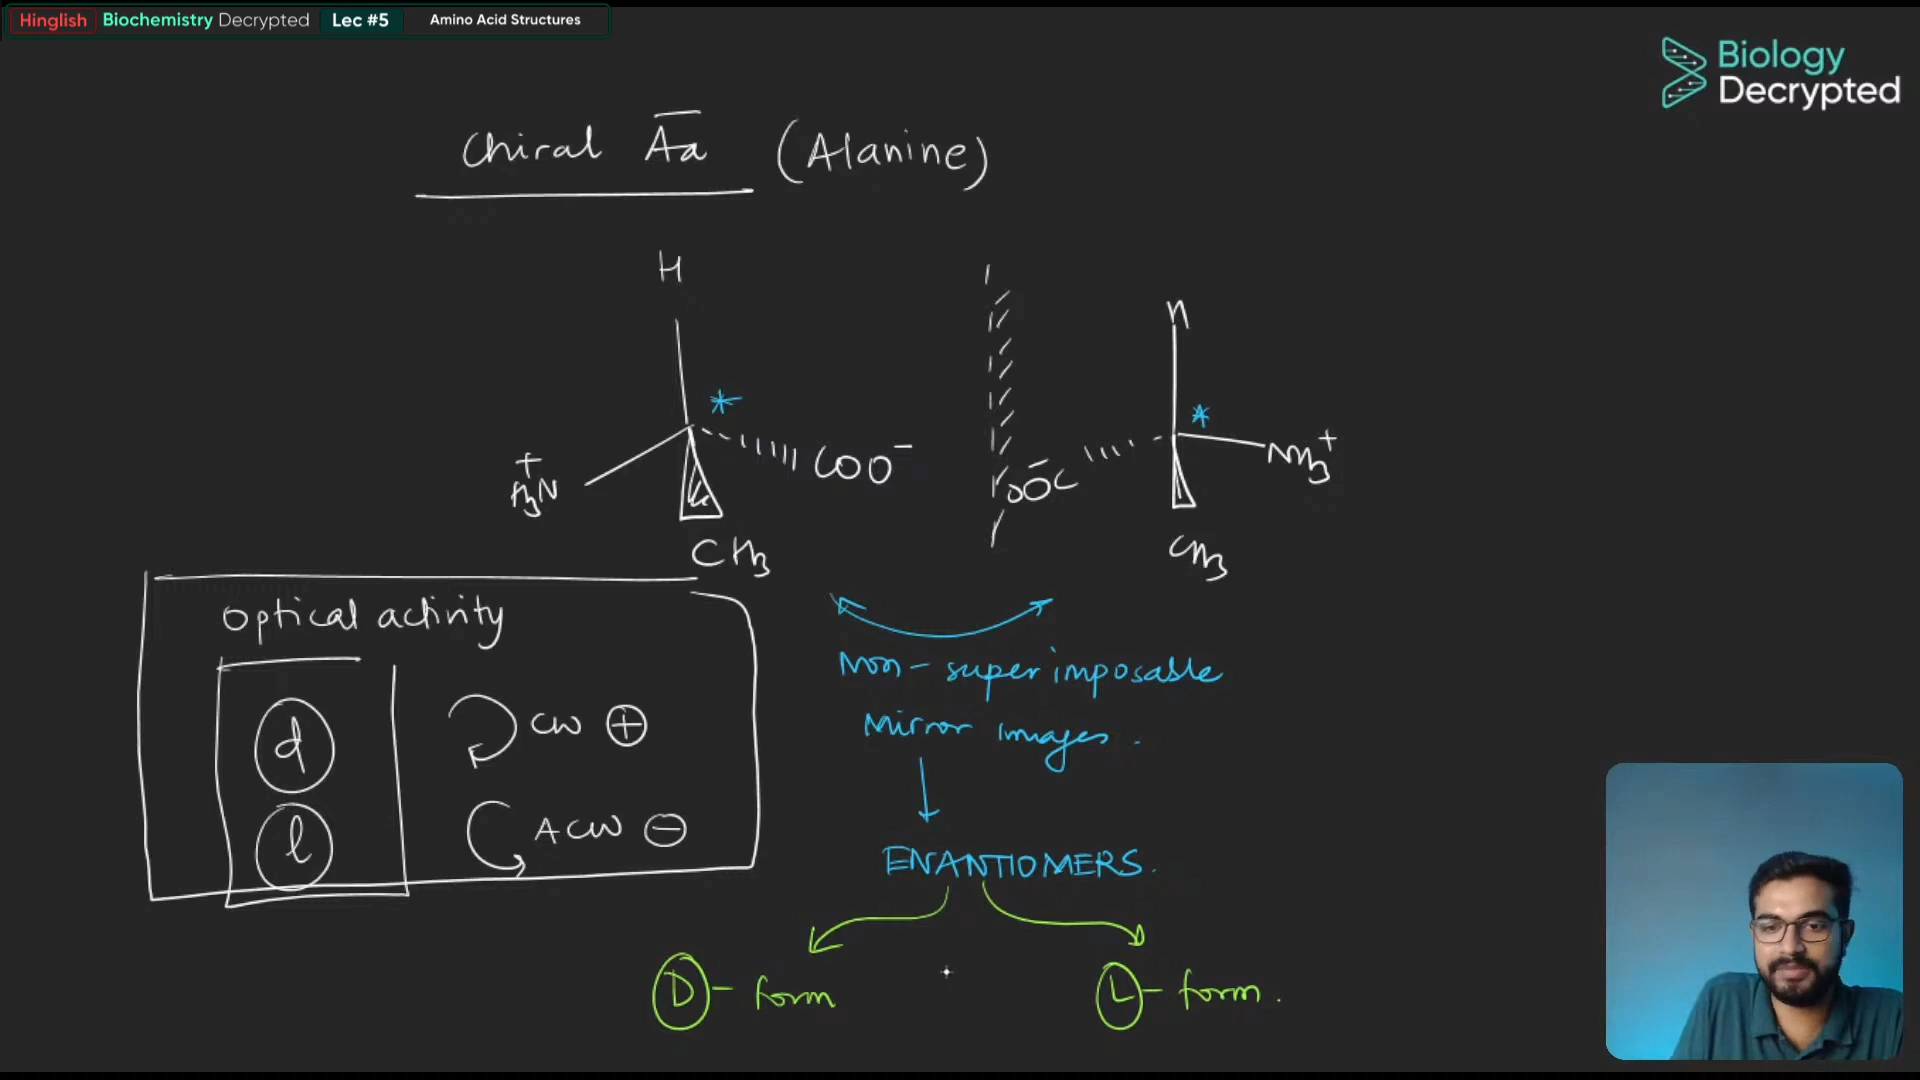 Hinglish Biochemistry Decrypted Lec #5 Amino Acid Structures
Biology
Decrypted
Chiral Aa (Alanine)
H
H
* COO⁻
*
H₃N⁺
⁻OOC
NH₃⁺
CH₃
CH₃
Optical activity
d CW +
l ACW −
Non-superimposable
Mirror images.
ENANTIOMERS.
D-form
L-form.